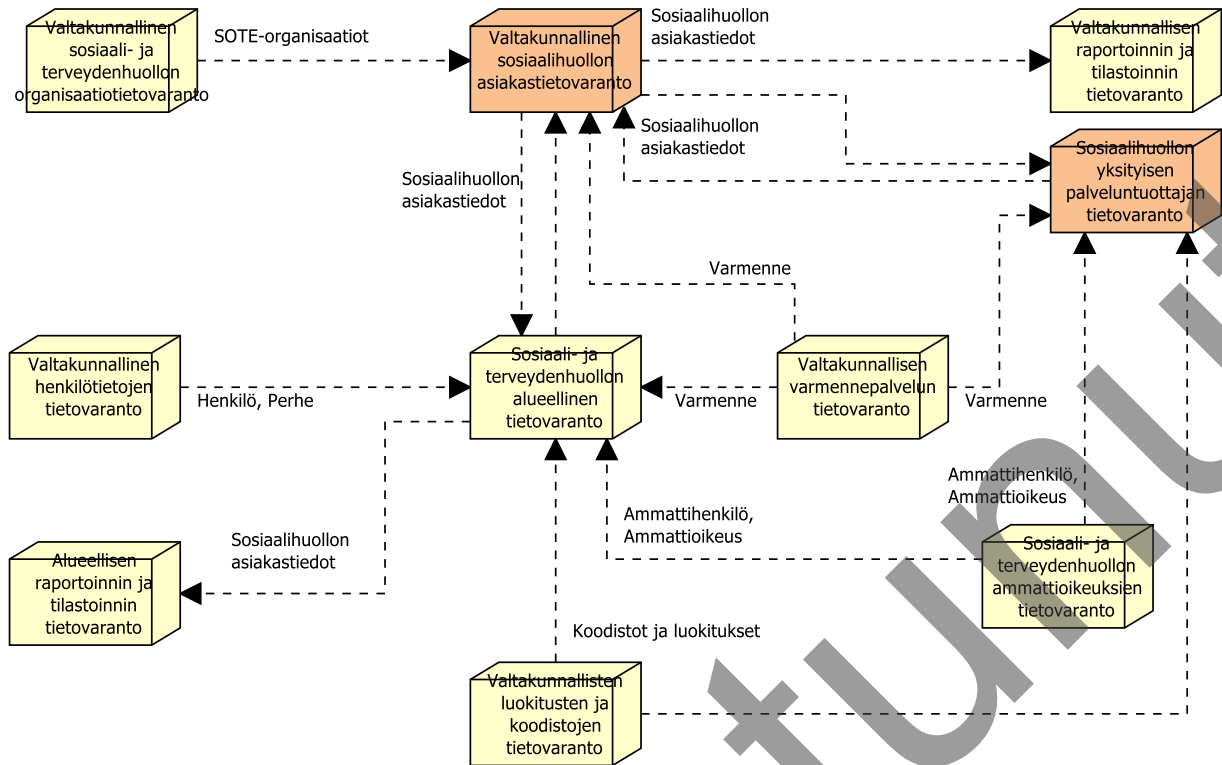 Valtakunnallinen
sosiaali- ja
terveydenhuollon
organisaatiotietovaranto
SOTE-organisaatiot
Valtakunnallinen
sosiaalihuollon
asiakastietovaranto
Sosiaalihuollon
asiakastiedot
Valtakunnallisen
raportoinnin ja
tilastoinnin
tietovaranto
Sosiaalihuollon
asiakastiedot
Sosiaalihuollon
yksityisen
palveluntuottajan
tietovaranto
Sosiaalihuollon
asiakastiedot
Varmenne
Valtakunnallinen
henkilötietojen
tietovaranto
Henkilö, Perhe
Sosiaali- ja
terveydenhuollon
alueellinen
tietovaranto
Varmenne
Valtakunnallisen
varmennepalvelun
tietovaranto
Varmenne
Ammattihenkilö,
Ammattioikeus
Ammattihenkilö,
Ammattioikeus
Sosiaalihuollon
asiakastiedot
Alueellisen
raportoinnin ja
tilastoinnin
tietovaranto
Sosiaali- ja
terveydenhuollon
ammattioikeuksien
tietovaranto
Koodistot ja luokitukset
Valtakunnallisten
luokitusten ja
koodistojen
tietovaranto